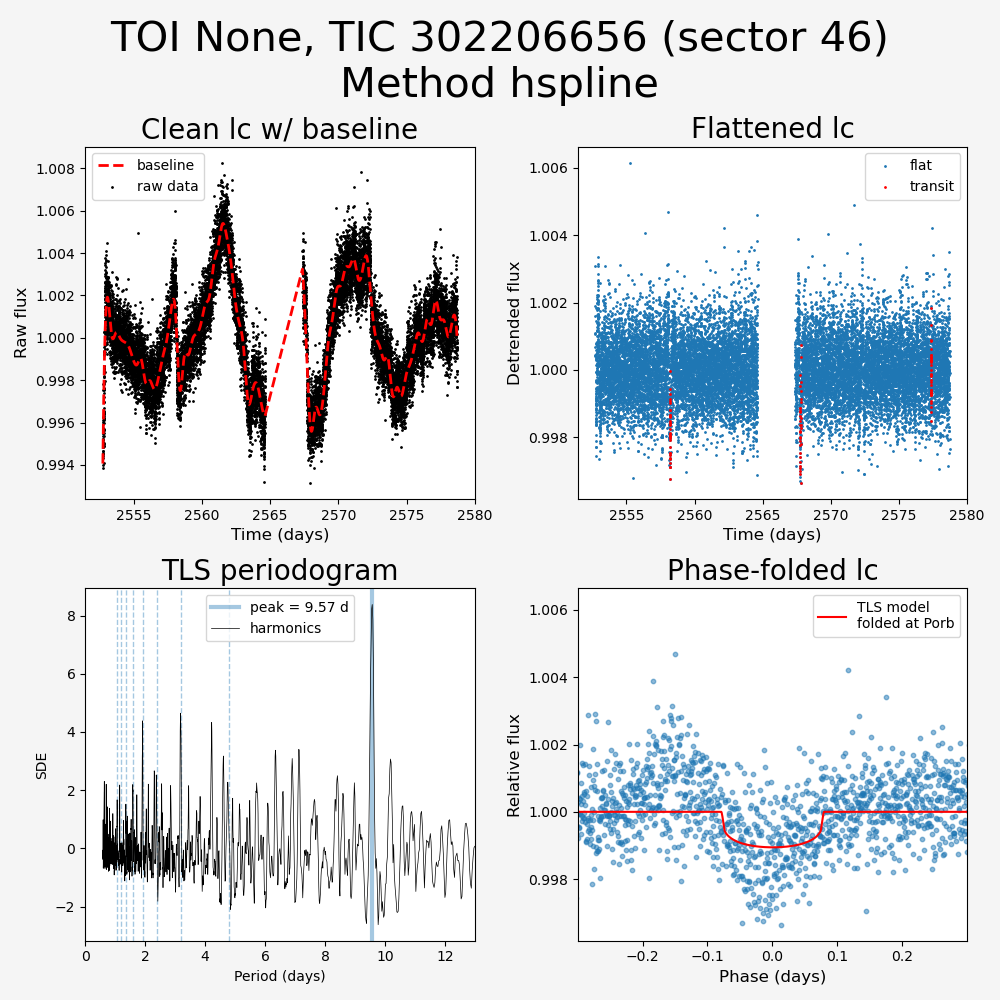 TOI None, TIC 302206656 (sector 46)
Method hspline
Clean lc w/ baseline
Flattened lc
baseline
raw data
flat
transit
1.008
1.006
1.004
1.002
1.000
0.998
0.996
0.994
Raw flux
2555
2560
2565
2570
2575
2580
Time (days)
1.006
1.004
1.002
1.000
0.998
Detrended flux
2555
2560
2565
2570
2575
2580
Time (days)
TLS periodogram
Phase-folded lc
peak = 9.57 d
harmonics
8
6
4
2
0
−2
SDE
0
2
4
6
8
10
12
Period (days)
TLS model
folded at Porb
1.006
1.004
1.002
1.000
0.998
Relative flux
−0.2
−0.1
0.0
0.1
0.2
Phase (days)